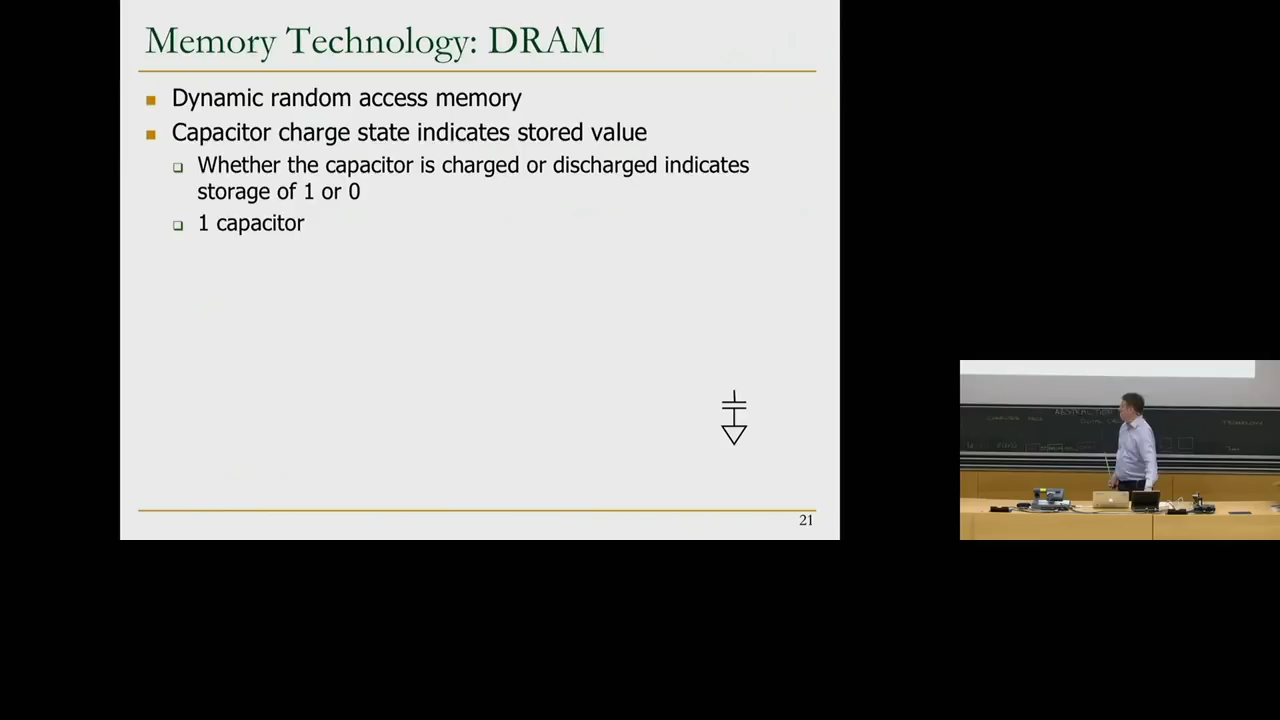 Memory Technology: DRAM
Dynamic random access memory
Capacitor charge state indicates stored value
Whether the capacitor is charged or discharged indicates
storage of 1 or 0
1 capacitor
21